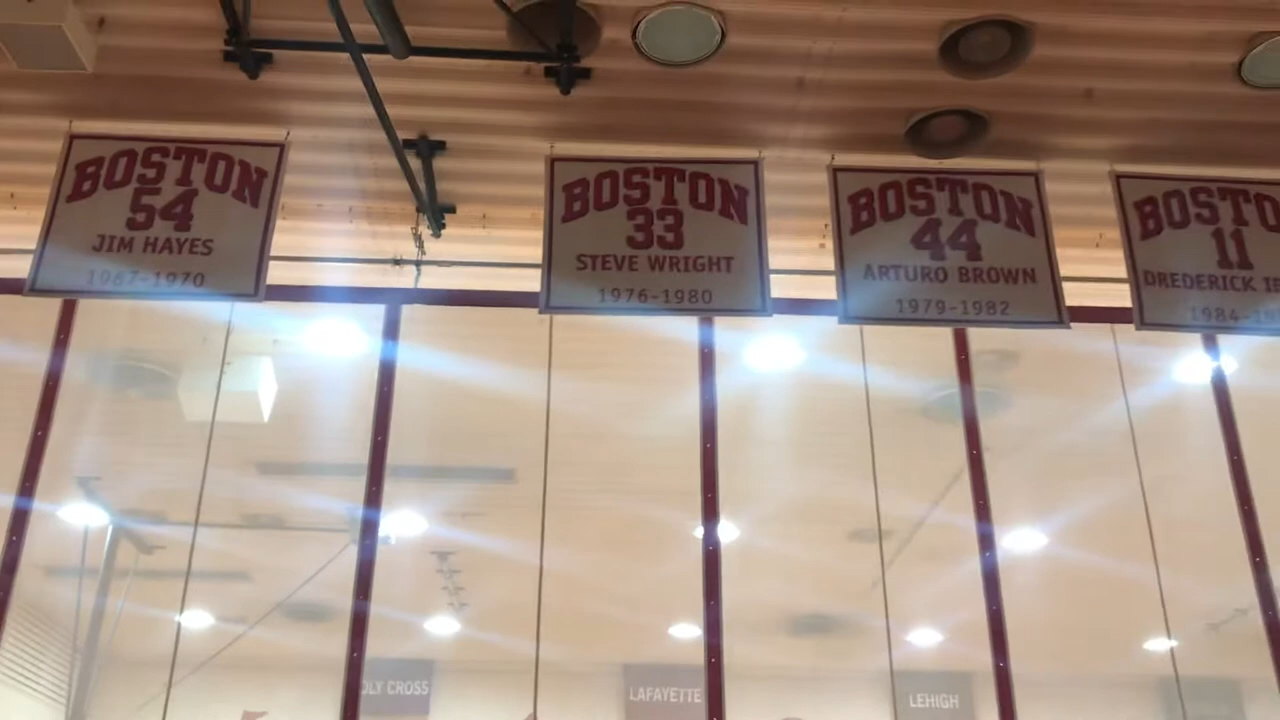 BOSTON
54
JIM HAYES
1967-1970
BOSTON
33
STEVE WRIGHT
1976-1980
BOSTON
44
ARTURO BROWN
1979-1982
BOSTO
11
DREDERICK
1984-
OLY CROSS
LAFAYETTE
LEHIGH